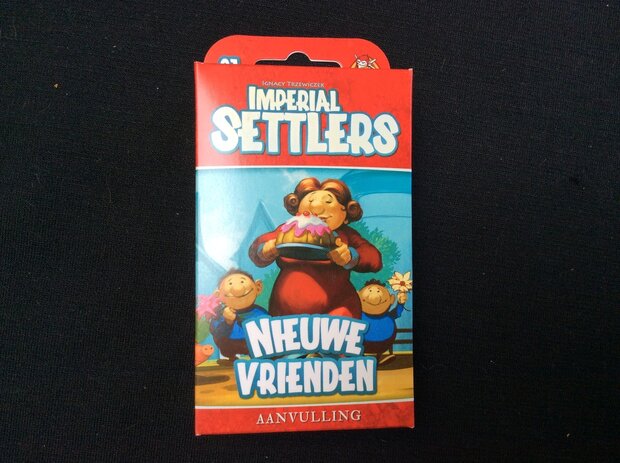 IGNACY TRZEWICZEK
IMPERIAL
SETTLERS
NIEUWE
VRIENDEN
AANVULLING